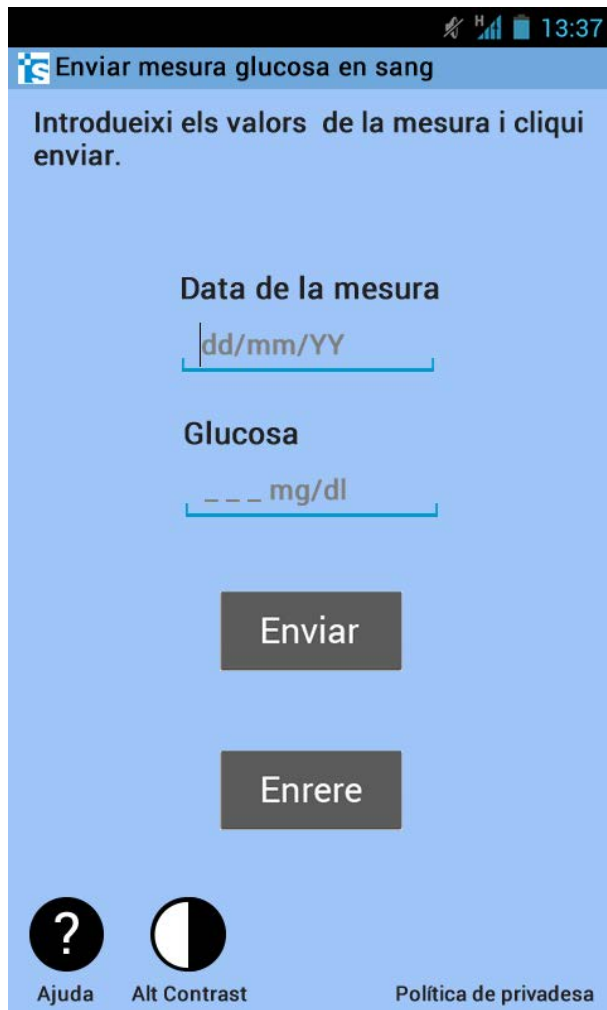 H 13:37
is Enviar mesura glucosa en sang
Introdueixi els valors de la mesura i cliqui
enviar.
Data de la mesura
dd/mm/YY
Glucosa
_ _ _ mg/dl
Enviar
Enrere
?
Ajuda Alt Contrast Política de privadesa